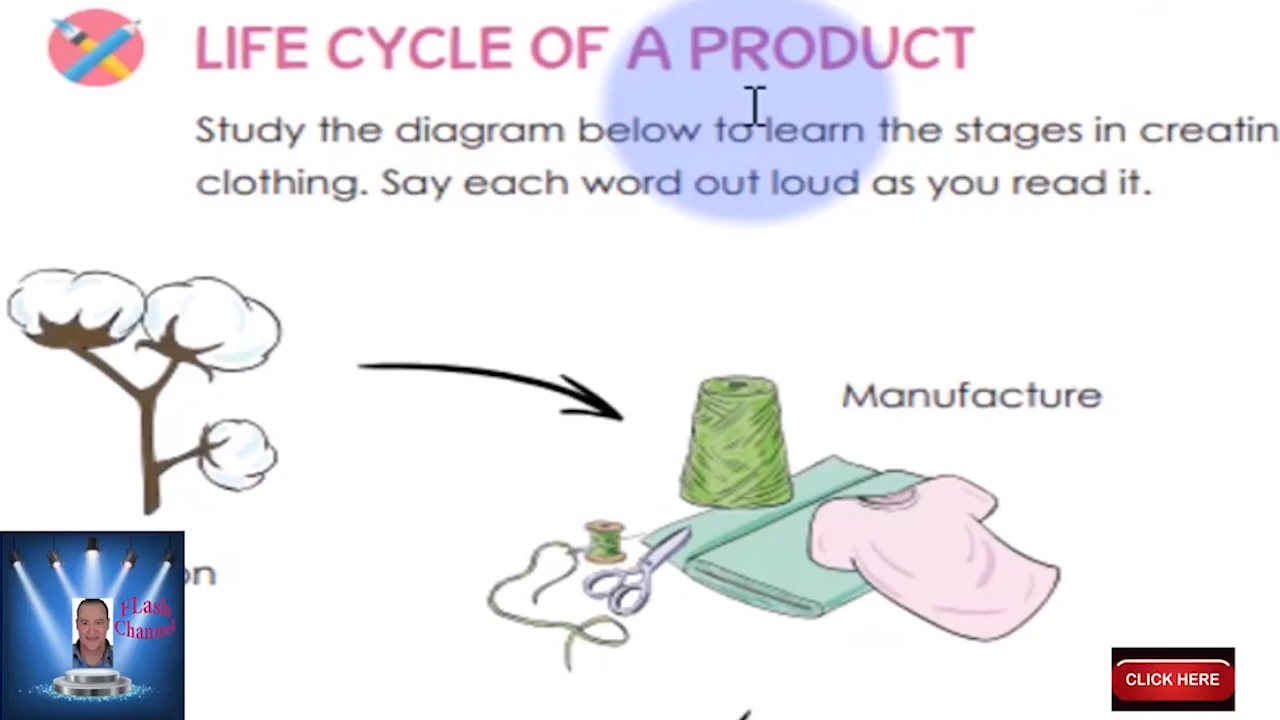 LIFE CYCLE OF A PRODUCT
Study the diagram below to learn the stages in creatin
clothing. Say each word out loud as you read it.
Manufacture
on
FLash
Channel
CLICK HERE